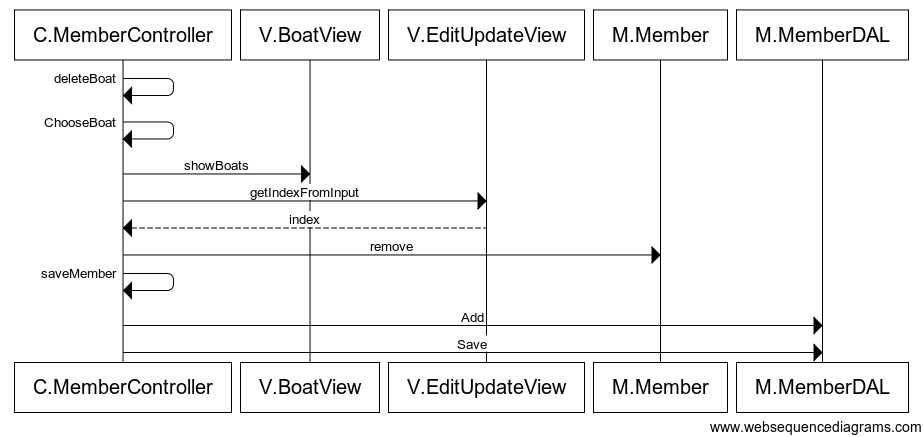 C.MemberController V.BoatView V.EditUpdateView M.Member M.MemberDAL
deleteBoat
ChooseBoat
showBoats
getIndexFromInput
index
remove
saveMember
Add
Save
C.MemberController V.BoatView V.EditUpdateView M.Member M.MemberDAL
www.websequencediagrams.com